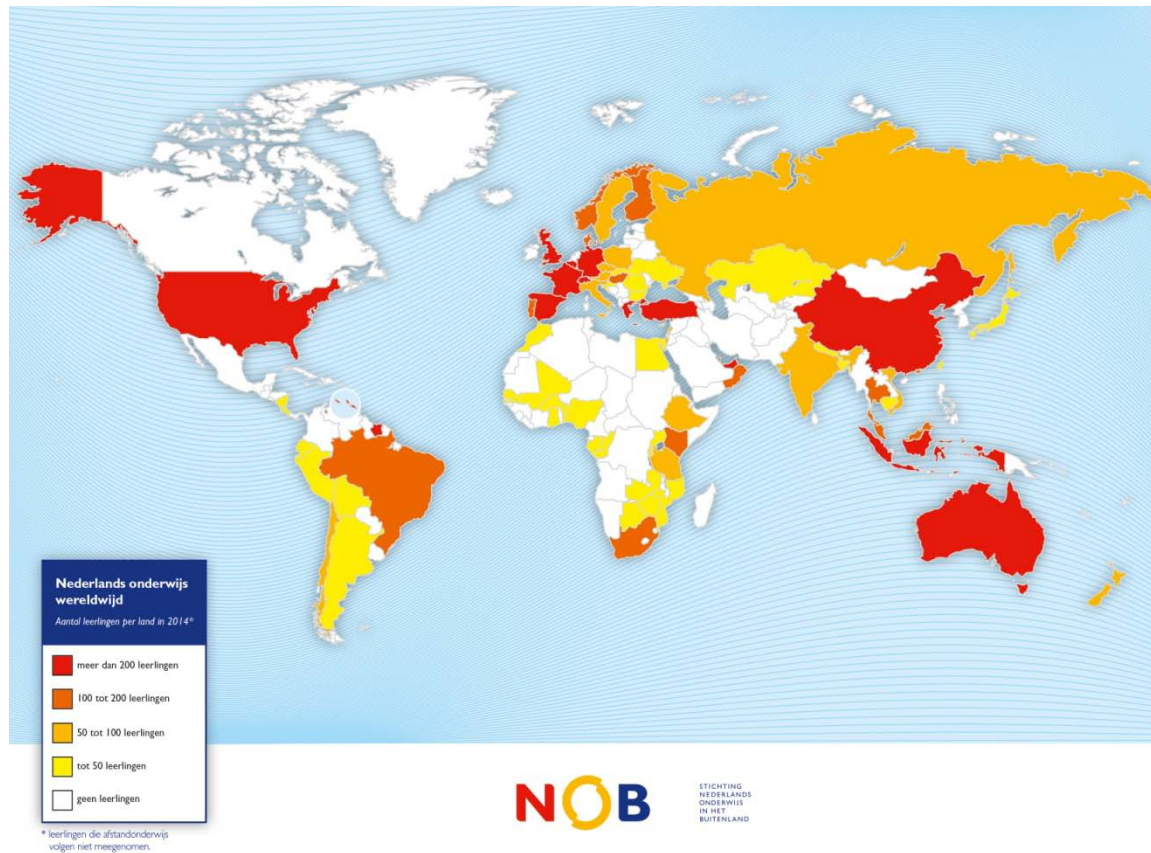 Nederlands onderwijs
wereldwijd
Aantal leerlingen per land in 2014*
meer dan 200 leerlingen
100 tot 200 leerlingen
50 tot 100 leerlingen
tot 50 leerlingen
geen leerlingen
* leerlingen die afstandonderwijs
volgen niet meegenomen.
NOB
STICHTING
NEDERLANDS
ONDERWIJS
IN HET
BUITENLAND